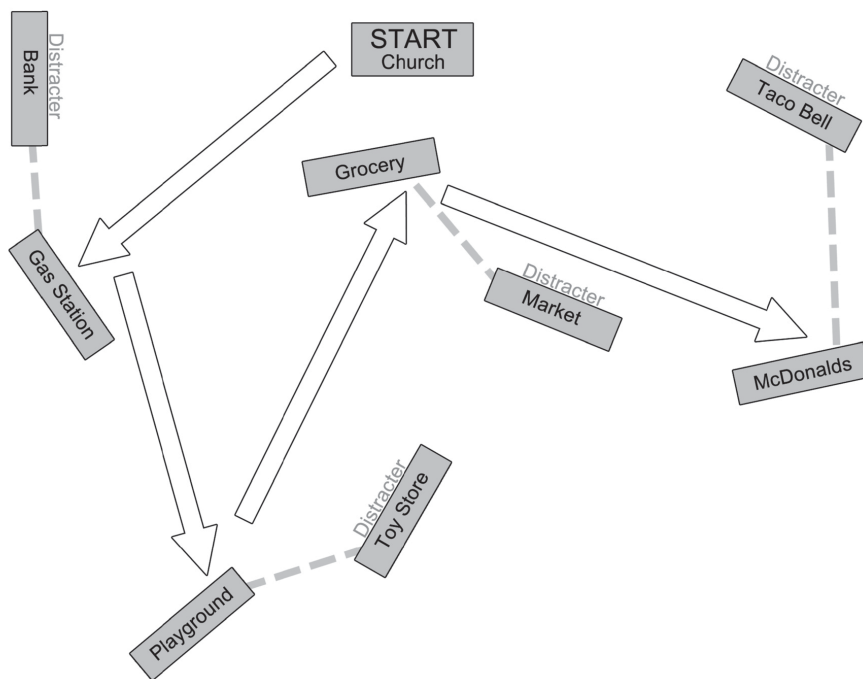 START
Church
Bank
Distracter
Distracter
Taco Bell
Grocery
Gas Station
Distracter
Market
McDonalds
Distracter
Toy Store
Playground